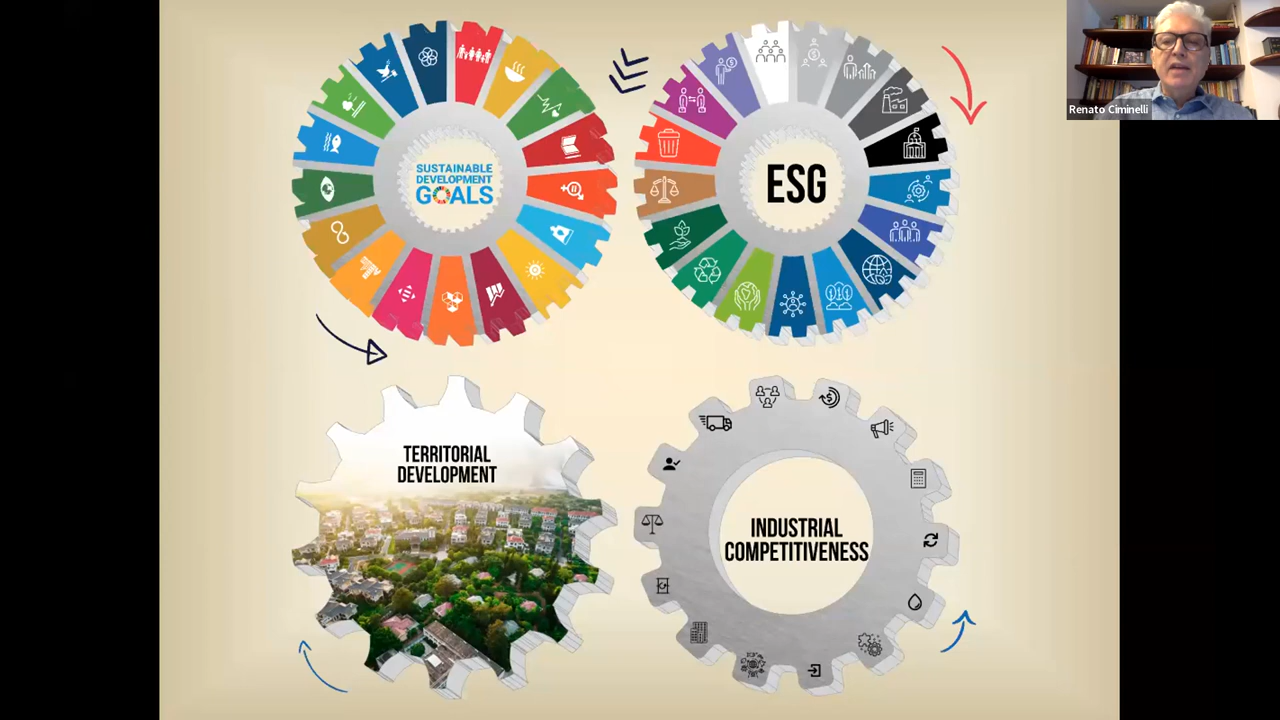 SUSTAINABLE
DEVELOPMENT
GOALS
ESG
Renato Ciminelli
TERRITORIAL
DEVELOPMENT
INDUSTRIAL
COMPETITIVENESS